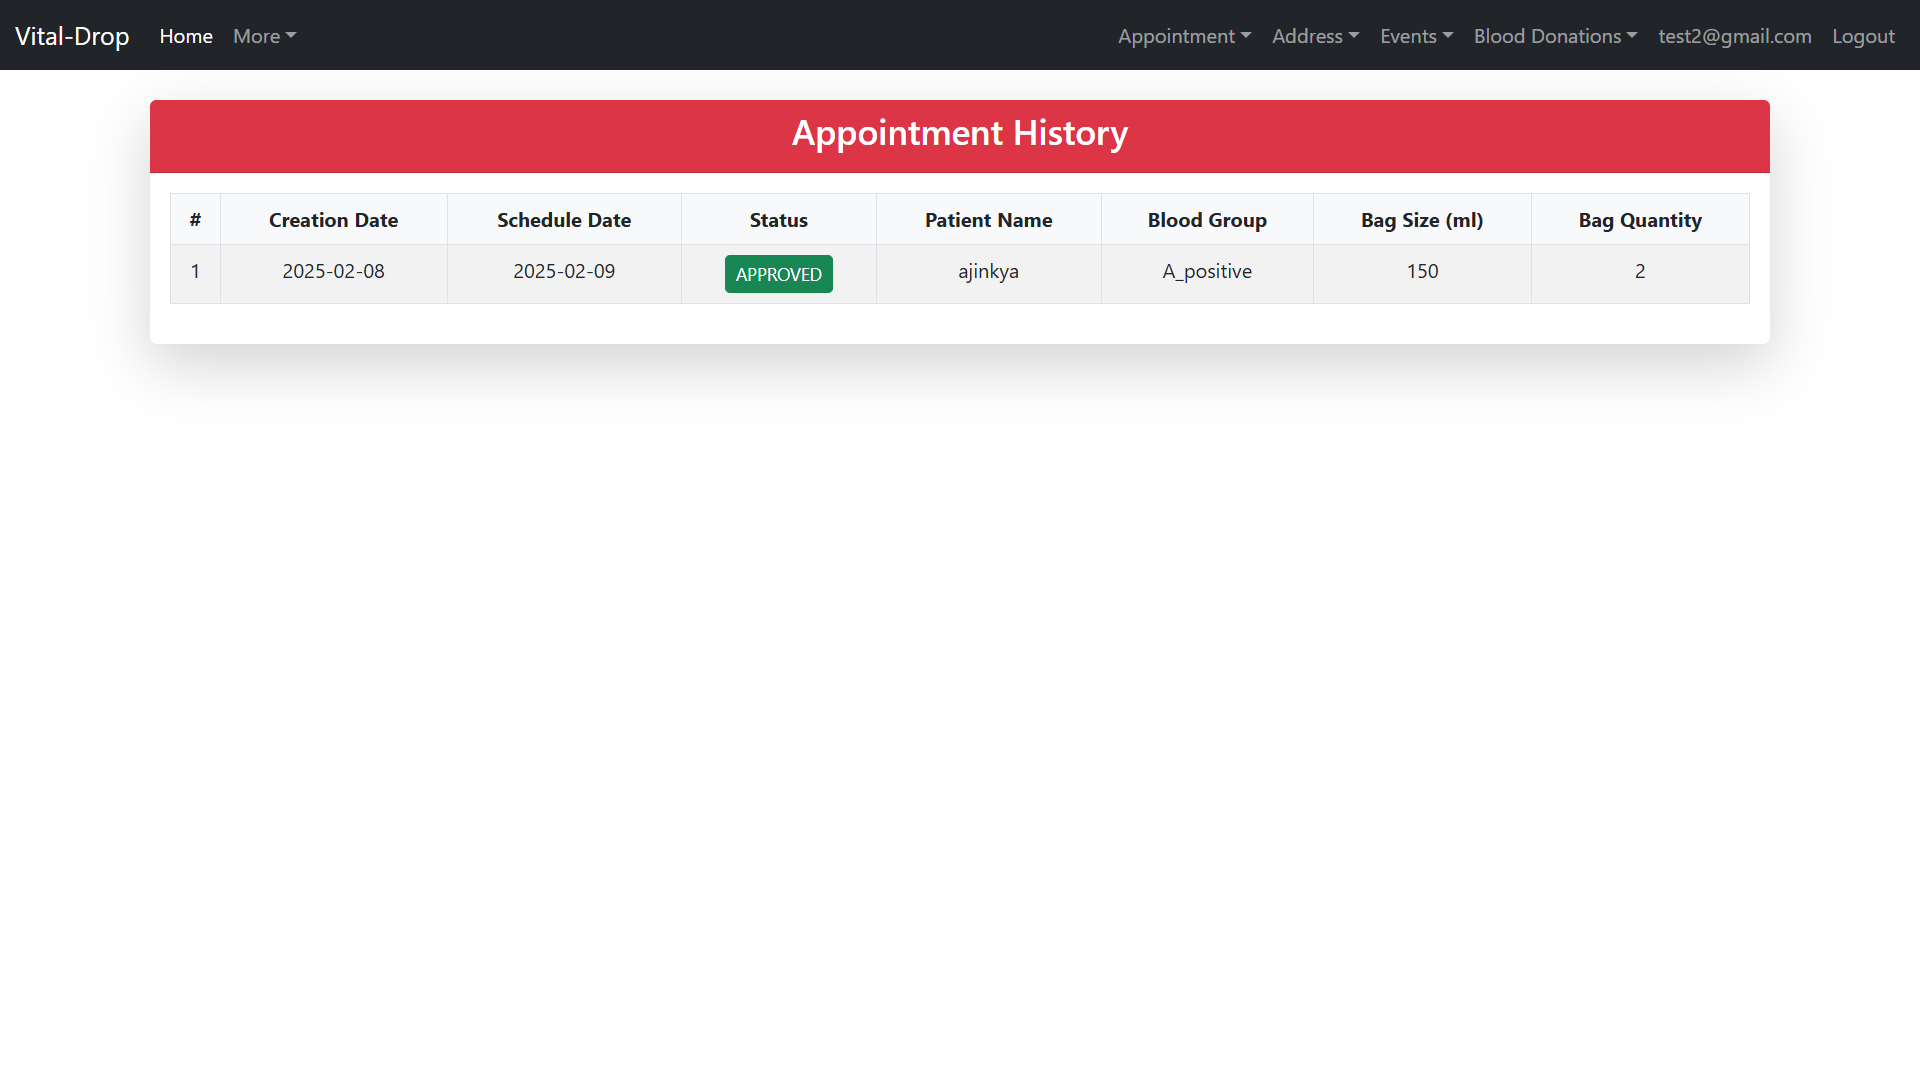 Vital-Drop Home More Appointment Address Events Blood Donations test2@gmail.com Logout
Appointment History
# Creation Date Schedule Date Status Patient Name Blood Group Bag Size (ml) Bag Quantity
1 2025-02-08 2025-02-09 APPROVED ajinkya A_positive 150 2